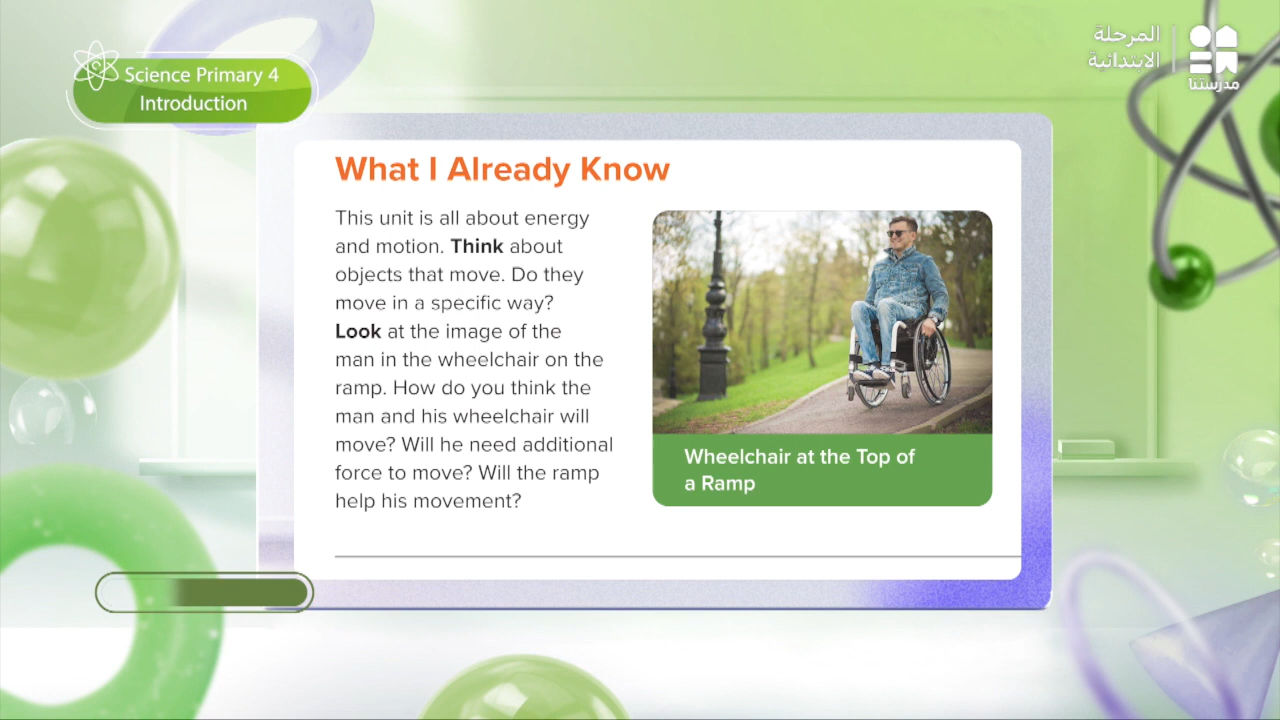 Science Primary 4
Introduction
المرحلة
الابتدائية
مدرستنا
What I Already Know
This unit is all about energy
and motion. Think about
objects that move. Do they
move in a specific way?
Look at the image of the
man in the wheelchair on the
ramp. How do you think the
man and his wheelchair will
move? Will he need additional
force to move? Will the ramp
help his movement?
Wheelchair at the Top of
a Ramp